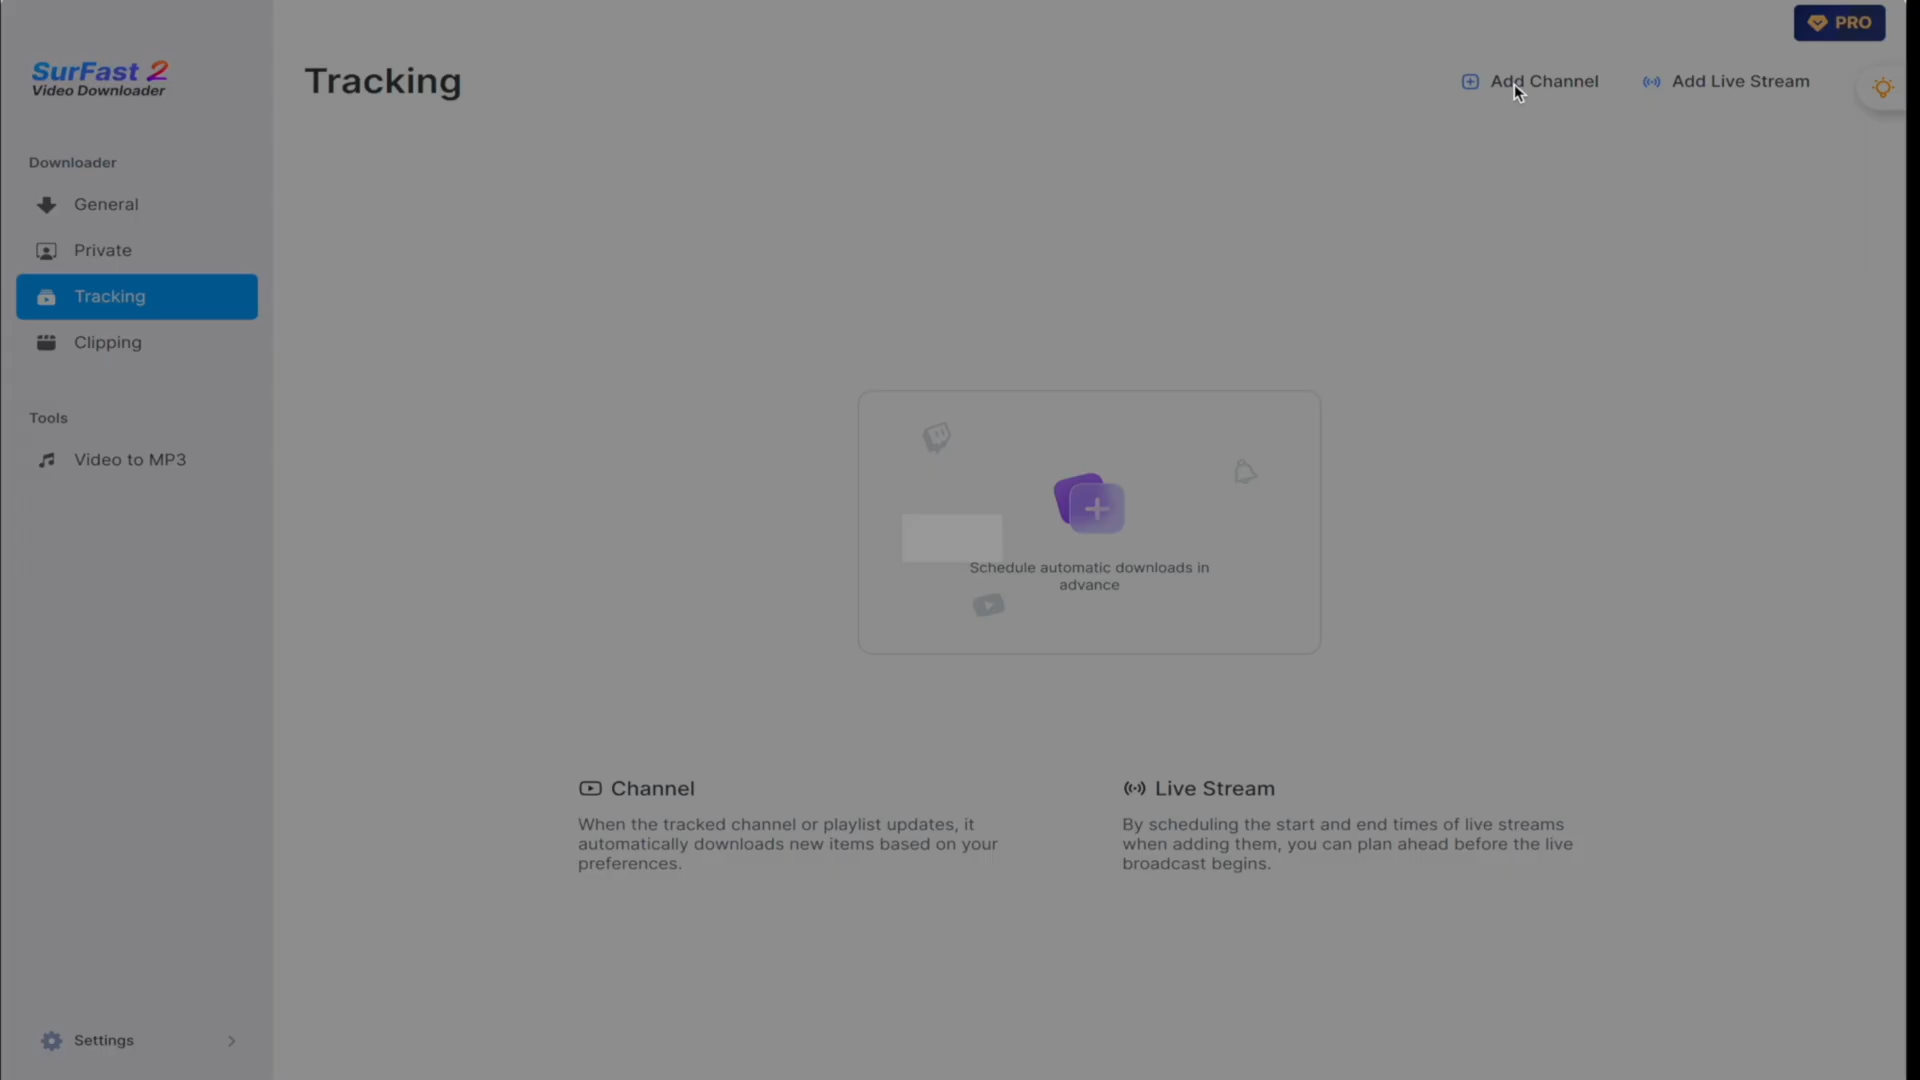 PRO
SurFast 2
Video Downloader
Tracking
Add Channel
Add Live Stream
Downloader
General
Private
Tracking
Clipping
Tools
Video to MP3
Schedule automatic downloads in
advance
Channel
When the tracked channel or playlist updates, it
automatically downloads new items based on your
preferences.
Live Stream
By scheduling the start and end times of live streams
when adding them, you can plan ahead before the live
broadcast begins.
Settings